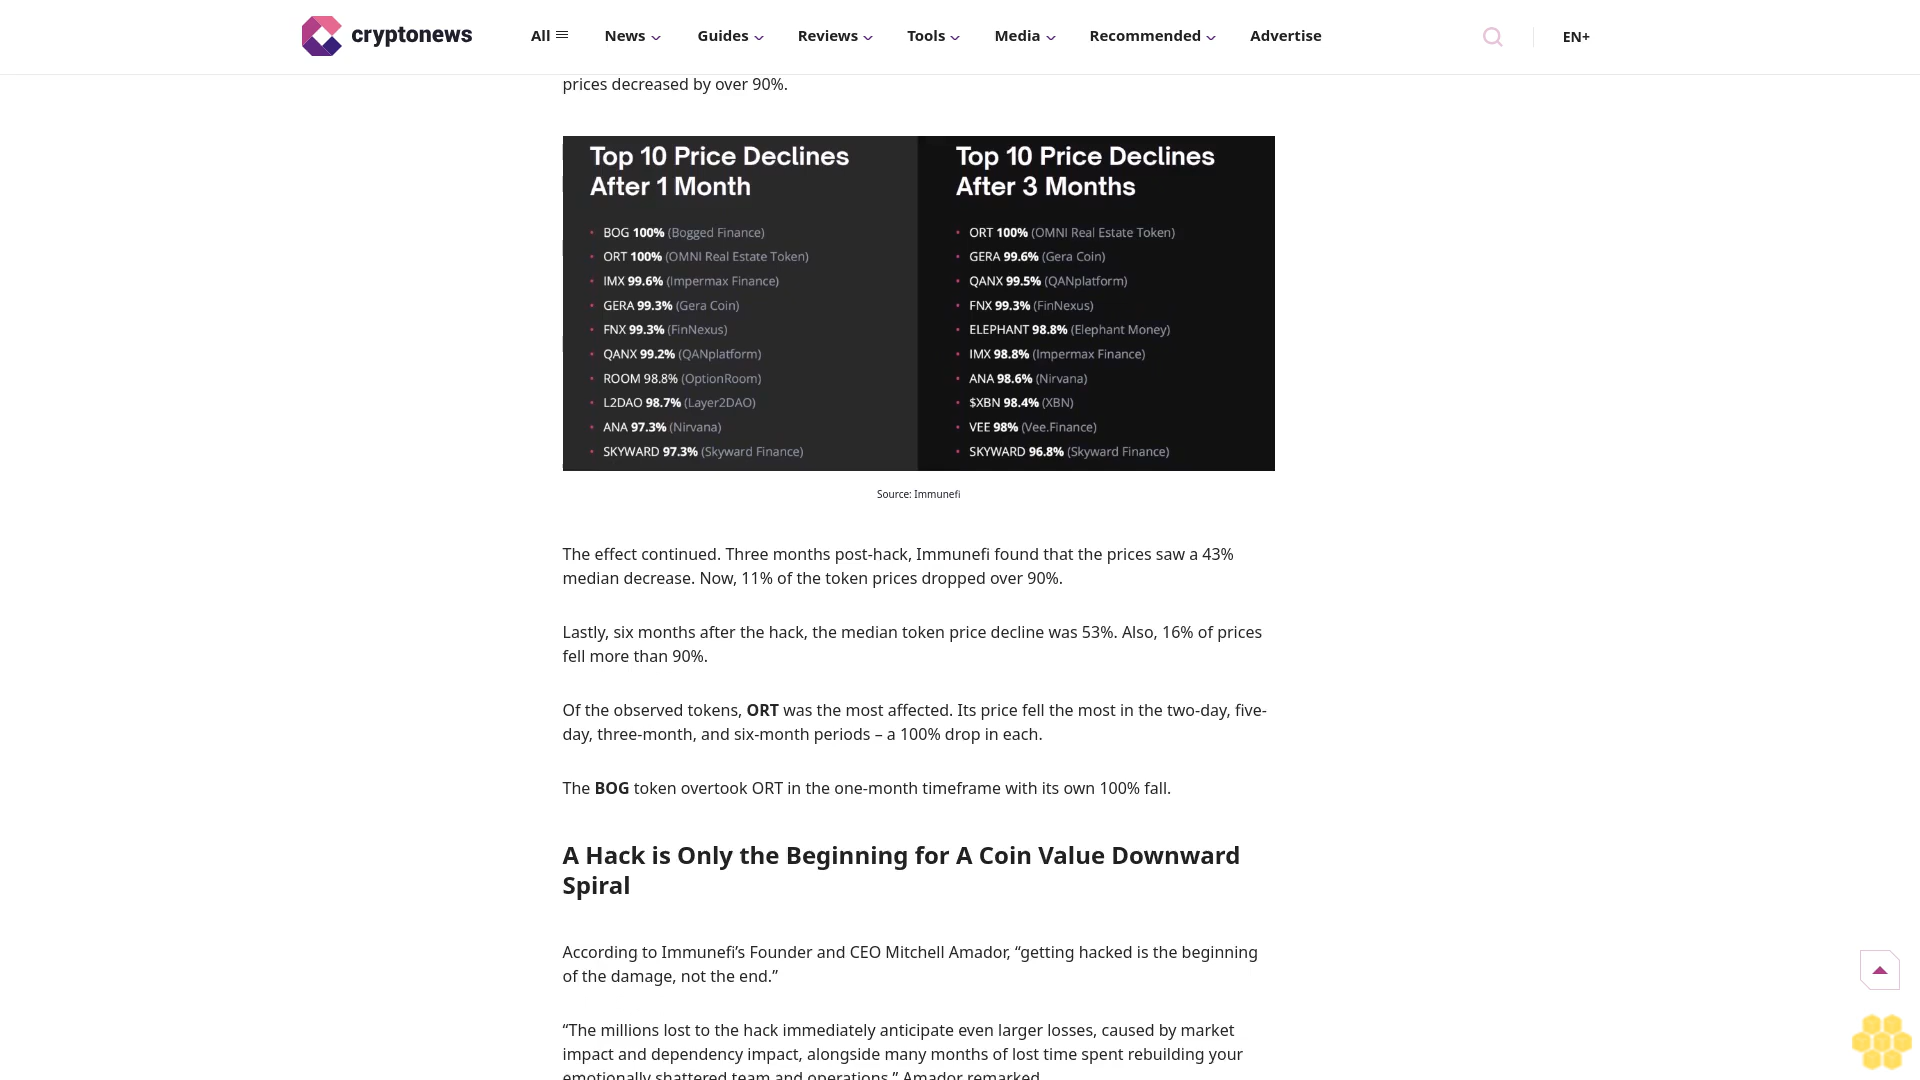 cryptonews
All
News
Guides
Reviews
Tools
Media
Recommended
Advertise
EN+
prices decreased by over 90%.
Top 10 Price Declines
After 1 Month
• BOG 100% (Bogged Finance)
• ORT 100% (OMNI Real Estate Token)
• IMX 99.6% (Impermax Finance)
• GERA 99.3% (Gera Coin)
• FNX 99.3% (FinNexus)
• QANX 99.2% (QANplatform)
• ROOM 98.8% (OptionRoom)
• L2DAO 98.7% (Layer2DAO)
• ANA 97.3% (Nirvana)
• SKYWARD 97.3% (Skyward Finance)
Top 10 Price Declines
After 3 Months
• ORT 100% (OMNI Real Estate Token)
• GERA 99.6% (Gera Coin)
• QANX 99.5% (QANplatform)
• FNX 99.3% (FinNexus)
• ELEPHANT 98.8% (Elephant Money)
• IMX 98.8% (Impermax Finance)
• ANA 98.6% (Nirvana)
• $XBN 98.4% (XBN)
• VEE 98% (Vee.Finance)
• SKYWARD 96.8% (Skyward Finance)
Source: Immunefi
The effect continued. Three months post-hack, Immunefi found that the prices saw a 43%
median decrease. Now, 11% of the token prices dropped over 90%.
Lastly, six months after the hack, the median token price decline was 53%. Also, 16% of prices
fell more than 90%.
Of the observed tokens, ORT was the most affected. Its price fell the most in the two-day, five-
day, three-month, and six-month periods – a 100% drop in each.
The BOG token overtook ORT in the one-month timeframe with its own 100% fall.
A Hack is Only the Beginning for A Coin Value Downward
Spiral
According to Immunefi’s Founder and CEO Mitchell Amador, “getting hacked is the beginning
of the damage, not the end.”
“The millions lost to the hack immediately anticipate even larger losses, caused by market
impact and dependency impact, alongside many months of lost time spent rebuilding your
emotionally shattered team and operations,” Amador remarked.